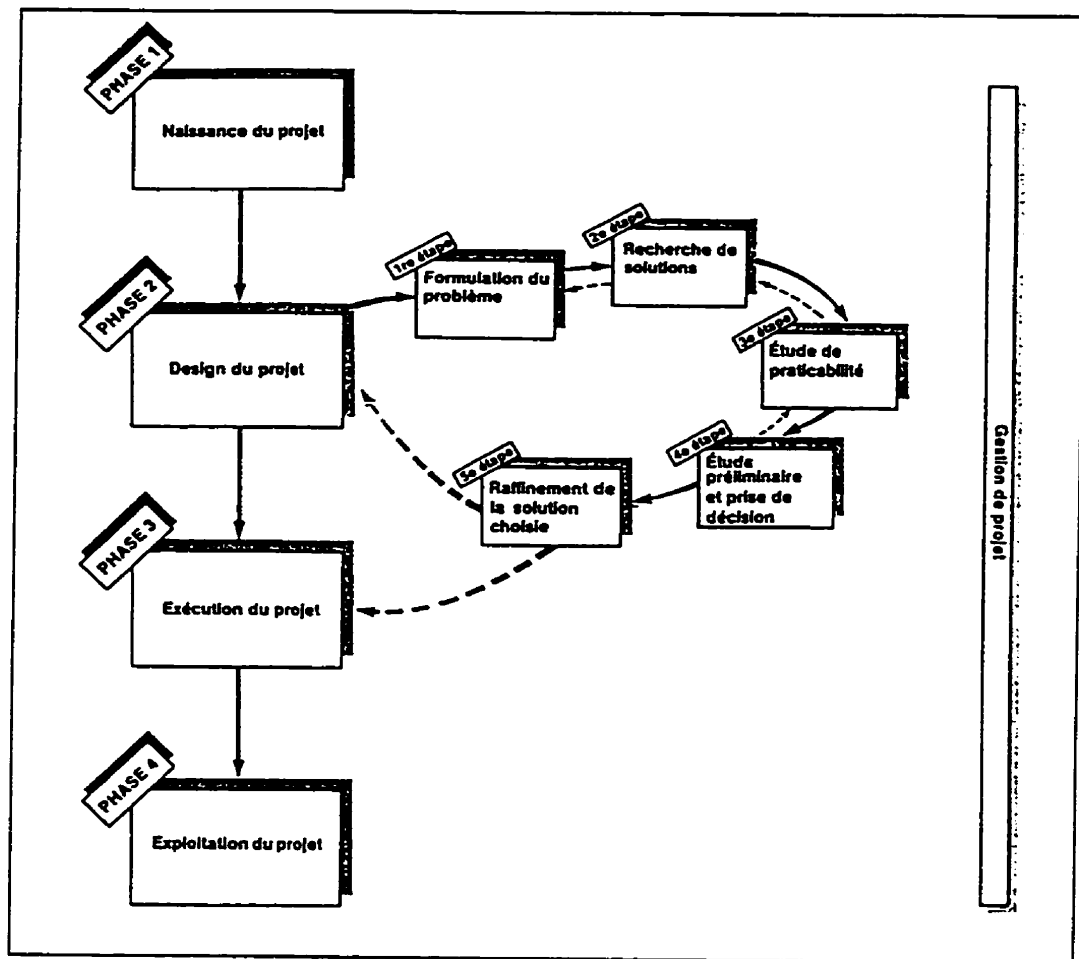 PHASE 1
Naissance du projet
PHASE 2
Design du projet
1re étape
Formulation du
problème
2e étape
Recherche de
solutions
3e étape
Étude de
praticabilité
4e étape
Étude
préliminaire
et prise de
décision
5e étape
Raffinement de
la solution
choisie
PHASE 3
Exécution du projet
PHASE 4
Exploitation du projet
Gestion de projet